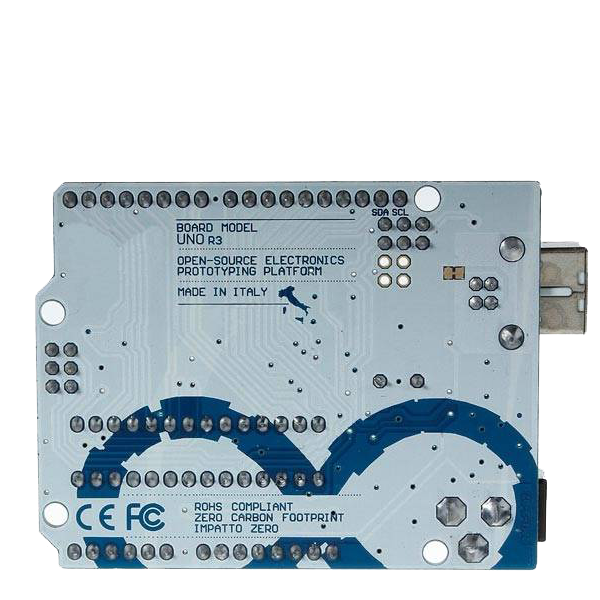 SDA SCL
BOARD MODEL
UNO R3
OPEN-SOURCE ELECTRONICS
PROTOTYPING PLATFORM
MADE IN ITALY
CE FC
ROHS COMPLIANT
ZERO CARBON FOOTPRINT
IMPATTO ZERO